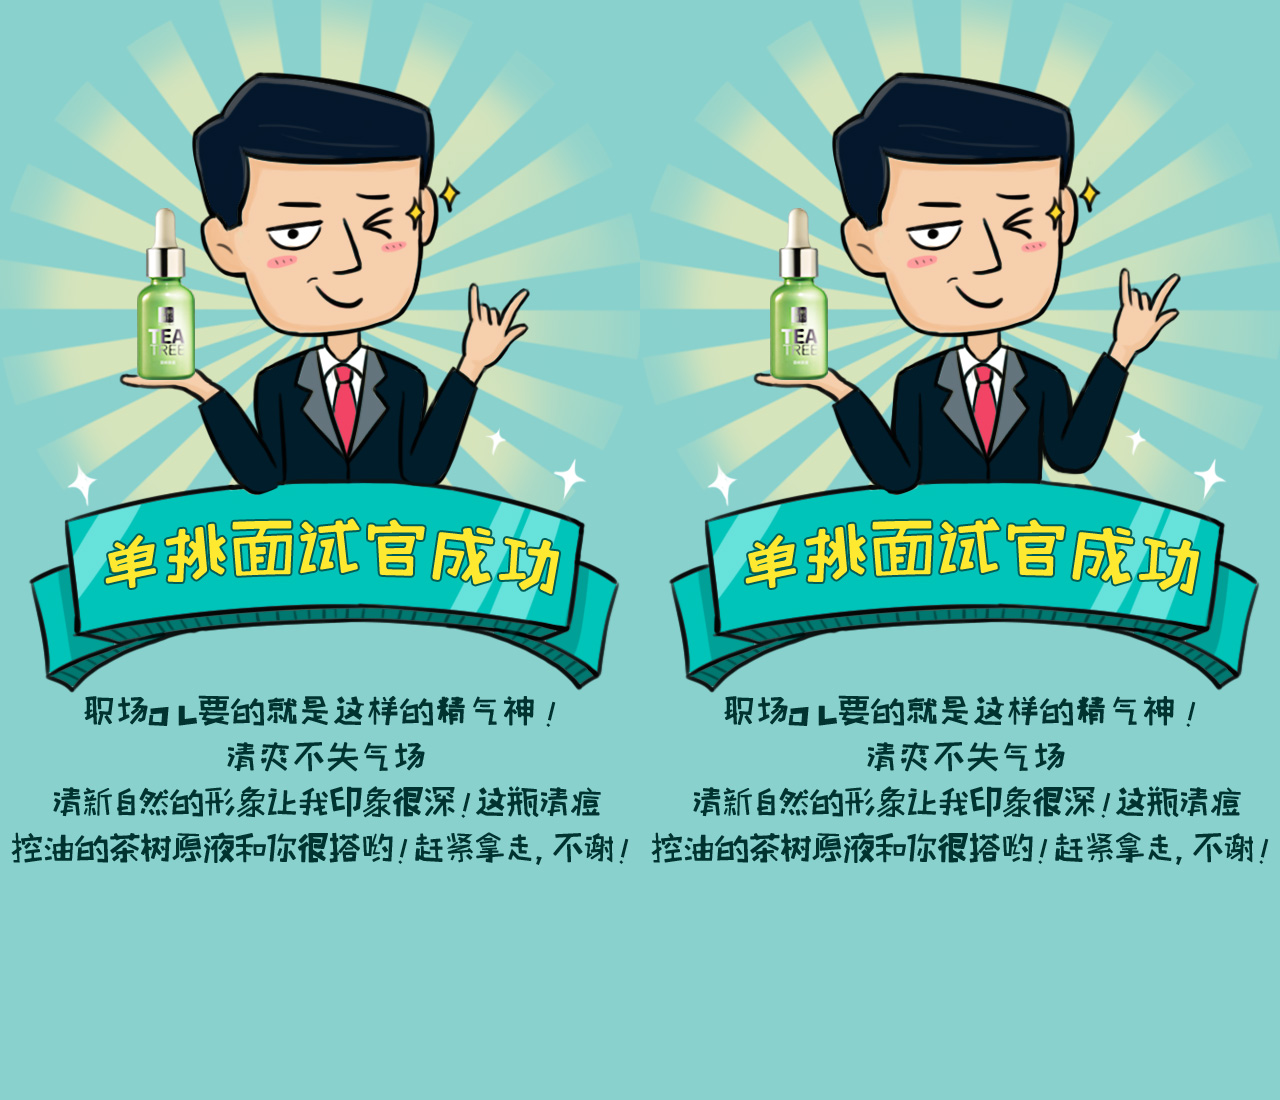 TEA
TREE
单挑面试官成功
职场OL要的就是这样的精气神！
清爽不失气场
清新自然的形象让我印象很深！这瓶清痘
控油的茶树原液和你很搭哟！赶紧拿走，不谢！
TEA
TREE
单挑面试官成功
职场OL要的就是这样的精气神！
清爽不失气场
清新自然的形象让我印象很深！这瓶清痘
控油的茶树原液和你很搭哟！赶紧拿走，不谢！